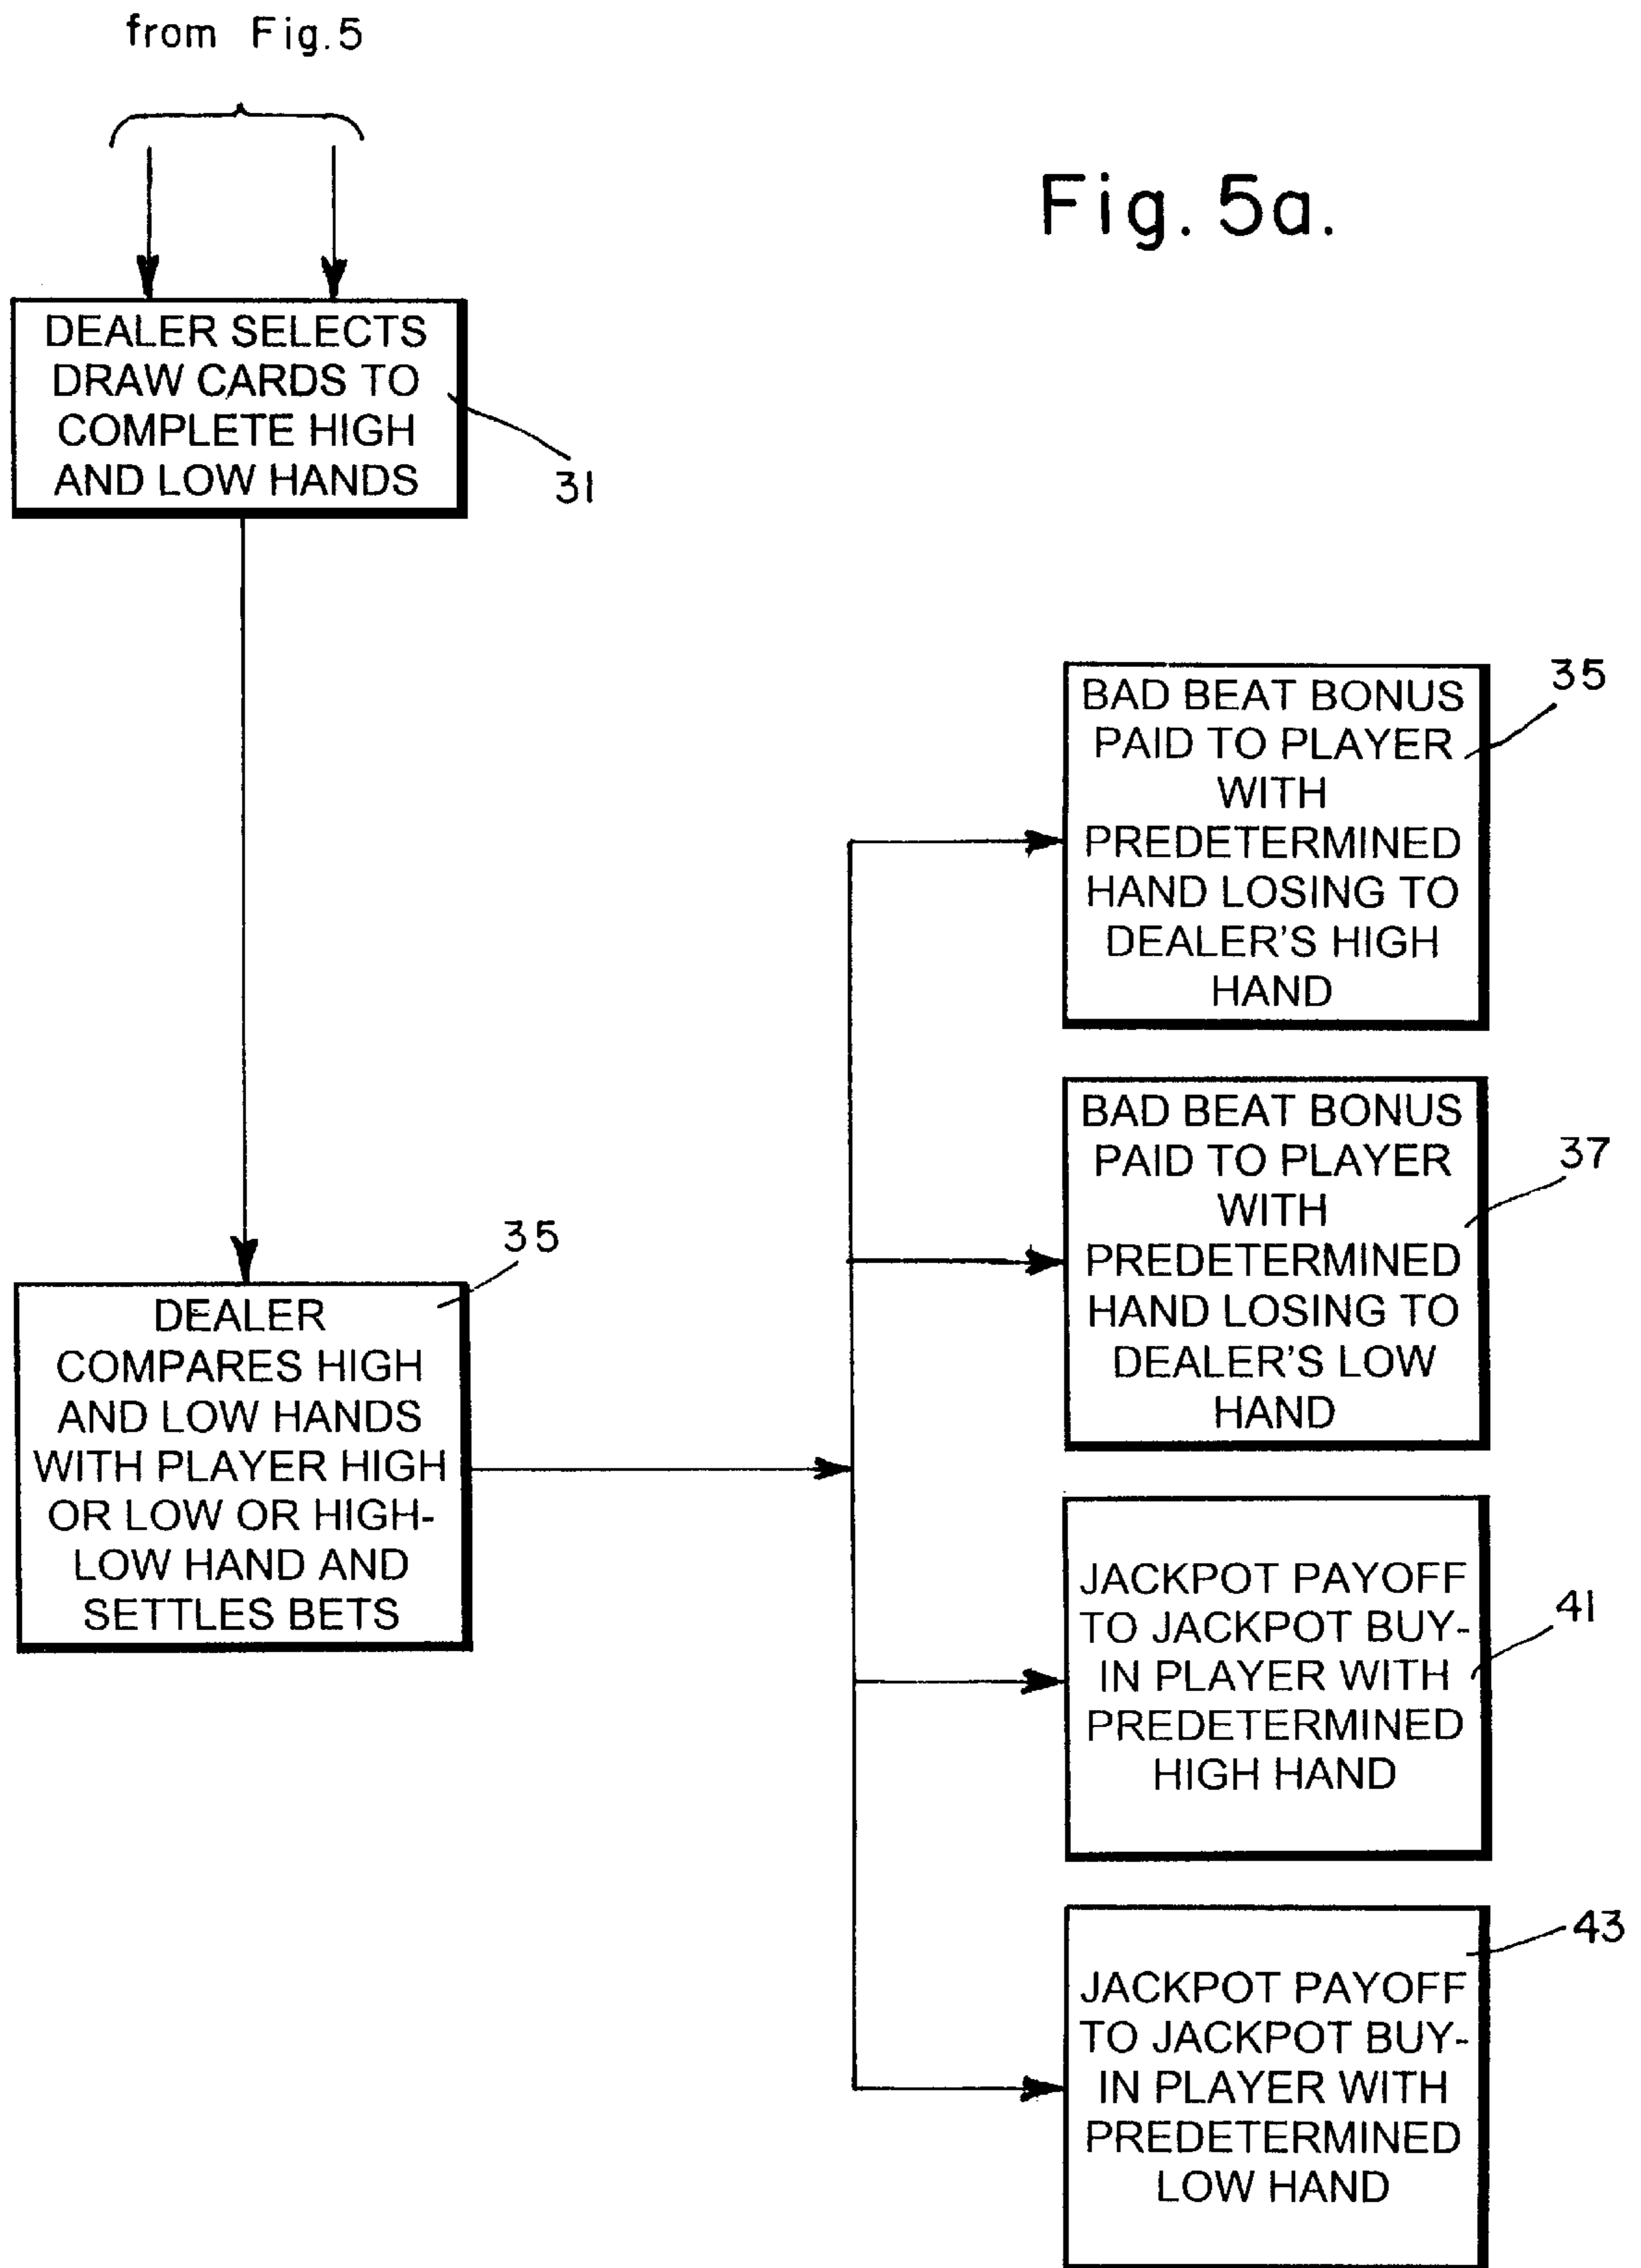 from Fig.5
Fig. 5a.
DEALER SELECTS
DRAW CARDS TO
COMPLETE HIGH
AND LOW HANDS
31
35
DEALER
COMPARES HIGH
AND LOW HANDS
WITH PLAYER HIGH
OR LOW OR HIGH-
LOW HAND AND
SETTLES BETS
35
BAD BEAT BONUS
PAID TO PLAYER
WITH
PREDETERMINED
HAND LOSING TO
DEALER'S HIGH
HAND
37
BAD BEAT BONUS
PAID TO PLAYER
WITH
PREDETERMINED
HAND LOSING TO
DEALER'S LOW
HAND
41
JACKPOT PAYOFF
TO JACKPOT BUY-
IN PLAYER WITH
PREDETERMINED
HIGH HAND
43
JACKPOT PAYOFF
TO JACKPOT BUY-
IN PLAYER WITH
PREDETERMINED
LOW HAND